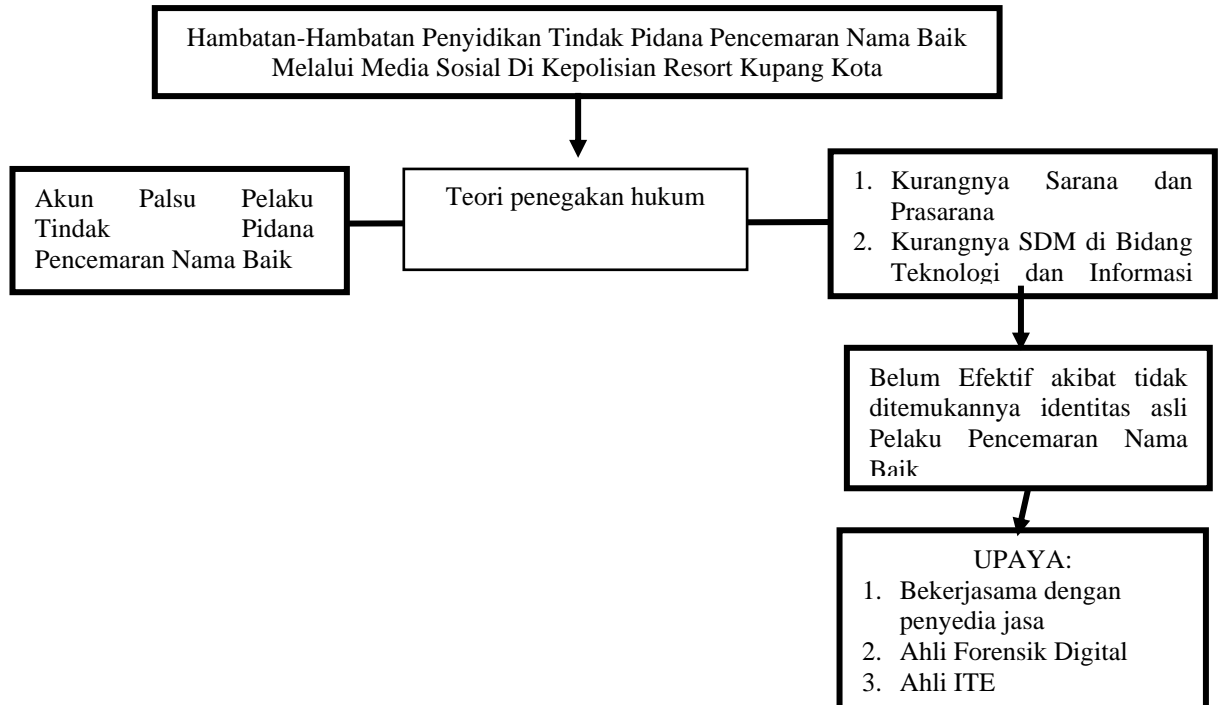 Hambatan-Hambatan Penyidikan Tindak Pidana Pencemaran Nama Baik
Melalui Media Sosial Di Kepolisian Resort Kupang Kota
Akun Palsu Pelaku
Tindak Pidana
Pencemaran Nama Baik
Teori penegakan hukum
1. Kurangnya Sarana dan
Prasarana
2. Kurangnya SDM di Bidang
Teknologi dan Informasi
Belum Efektif akibat tidak
ditemukannya identitas asli
Pelaku Pencemaran Nama
Baik
UPAYA:
1. Bekerjasama dengan
penyedia jasa
2. Ahli Forensik Digital
3. Ahli ITE